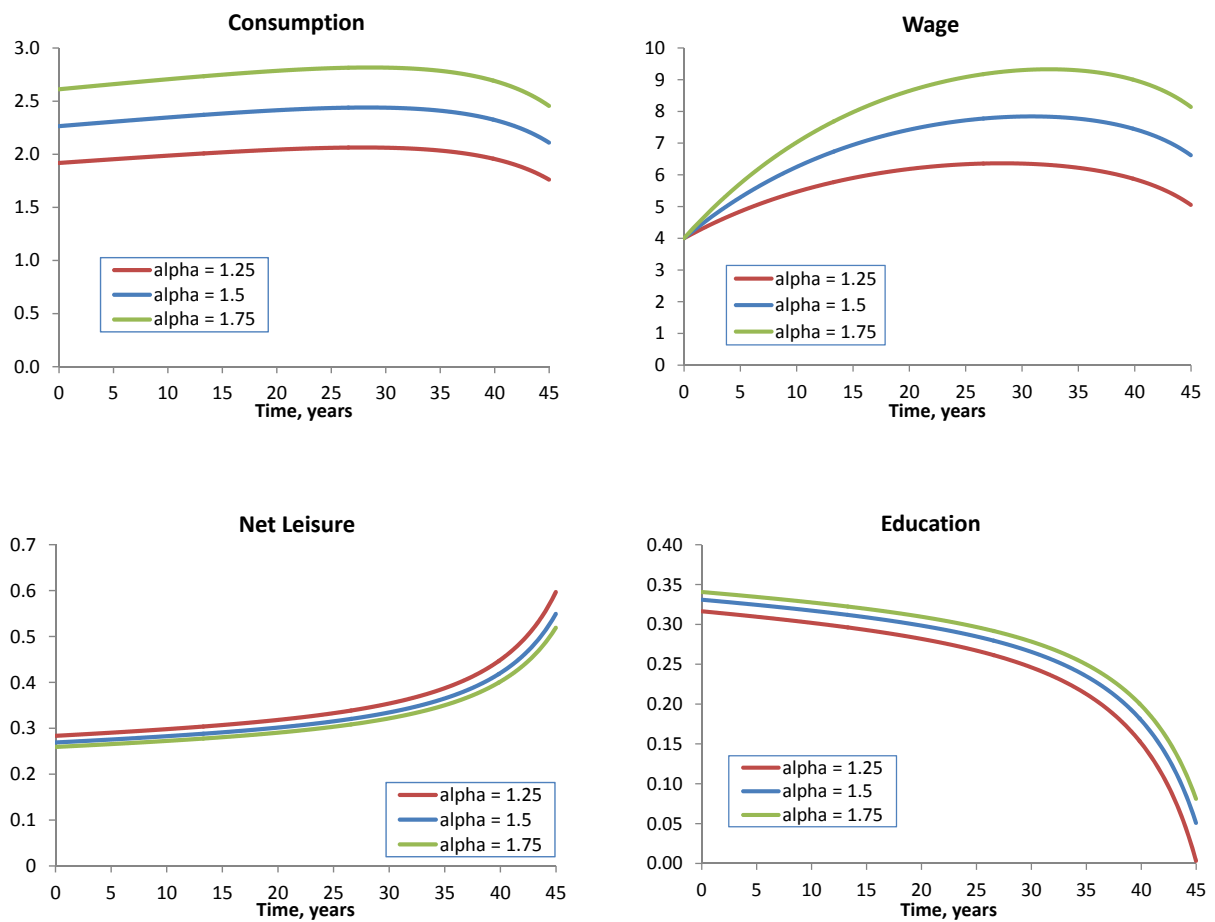 Consumption
3.0
2.5
2.0
1.5
1.0
0.5
0.0
alpha = 1.25
alpha = 1.5
alpha = 1.75
0 5 10 15 20 25 30 35 40 45
Time, years
Wage
10
9
8
7
6
5
4
3
2
1
0
alpha = 1.25
alpha = 1.5
alpha = 1.75
0 5 10 15 20 25 30 35 40 45
Time, years
Net Leisure
0.7
0.6
0.5
0.4
0.3
0.2
0.1
0
alpha = 1.25
alpha = 1.5
alpha = 1.75
0 5 10 15 20 25 30 35 40 45
Time, years
Education
0.40
0.35
0.30
0.25
0.20
0.15
0.10
0.05
0.00
alpha = 1.25
alpha = 1.5
alpha = 1.75
0 5 10 15 20 25 30 35 40 45
Time, years